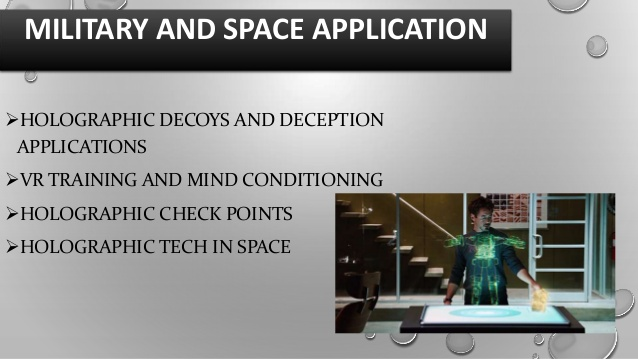 MILITARY AND SPACE APPLICATION
➢HOLOGRAPHIC DECOYS AND DECEPTION
APPLICATIONS
➢VR TRAINING AND MIND CONDITIONING
➢HOLOGRAPHIC CHECK POINTS
➢HOLOGRAPHIC TECH IN SPACE